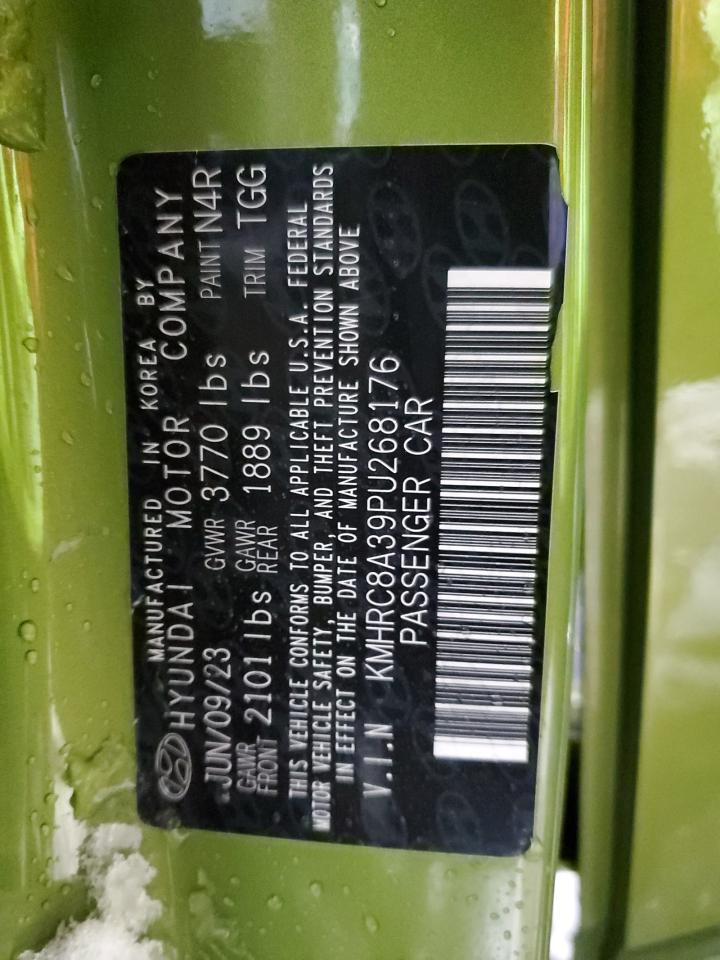 MANUFACTURED IN KOREA BY
HYUNDAI MOTOR COMPANY
JUN/09/23 GVWR 3770 lbs PAINT N4R
GAWR FRONT 2101 lbs GAWR REAR 1889 lbs TRIM TGG
THIS VEHICLE CONFORMS TO ALL APPLICABLE U.S.A. FEDERAL
MOTOR VEHICLE SAFETY, BUMPER, AND THEFT PREVENTION STANDARDS
IN EFFECT ON THE DATE OF MANUFACTURE SHOWN ABOVE
V.I.N KMHRC8A39PU268176
PASSENGER CAR